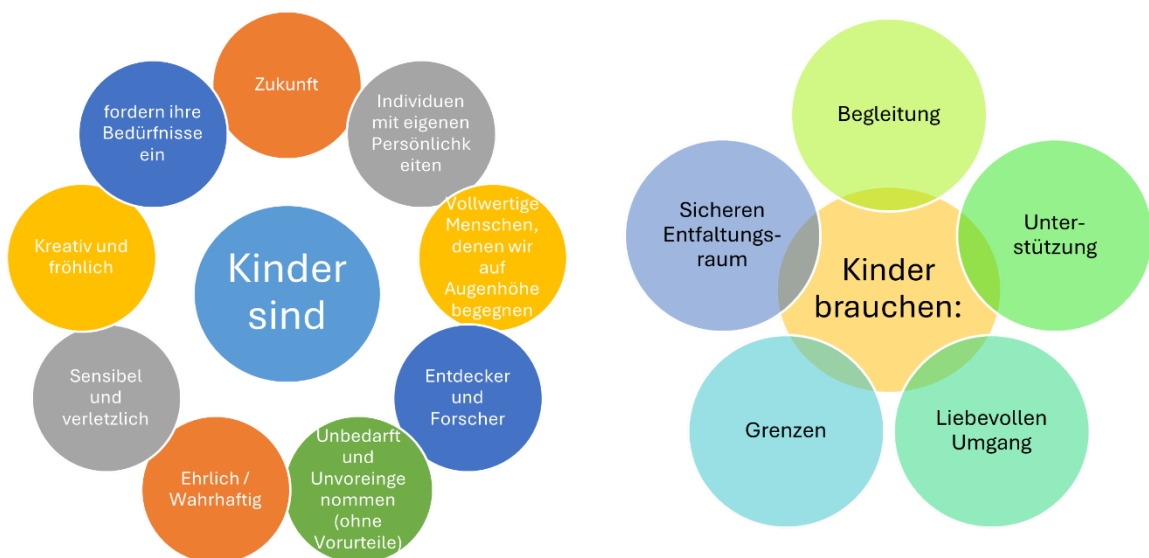 Kinder
sind
Zukunft
Individuen
mit eigenen
Persönlichk
eiten
Vollwertige
Menschen,
denen wir
auf
Augenhöhe
begegnen
Entdecker
und
Forscher
Unbedarft
und
Unvoreinge
nommen
(ohne
Vorurteile)
Ehrlich /
Wahrhaftig
Sensibel
und
verletzlich
Kreativ und
fröhlich
fordern ihre
Bedürfnisse
ein
Kinder
brauchen:
Begleitung
Unter-
stützung
Liebevollen
Umgang
Grenzen
Sicheren
Entfaltungs-
raum